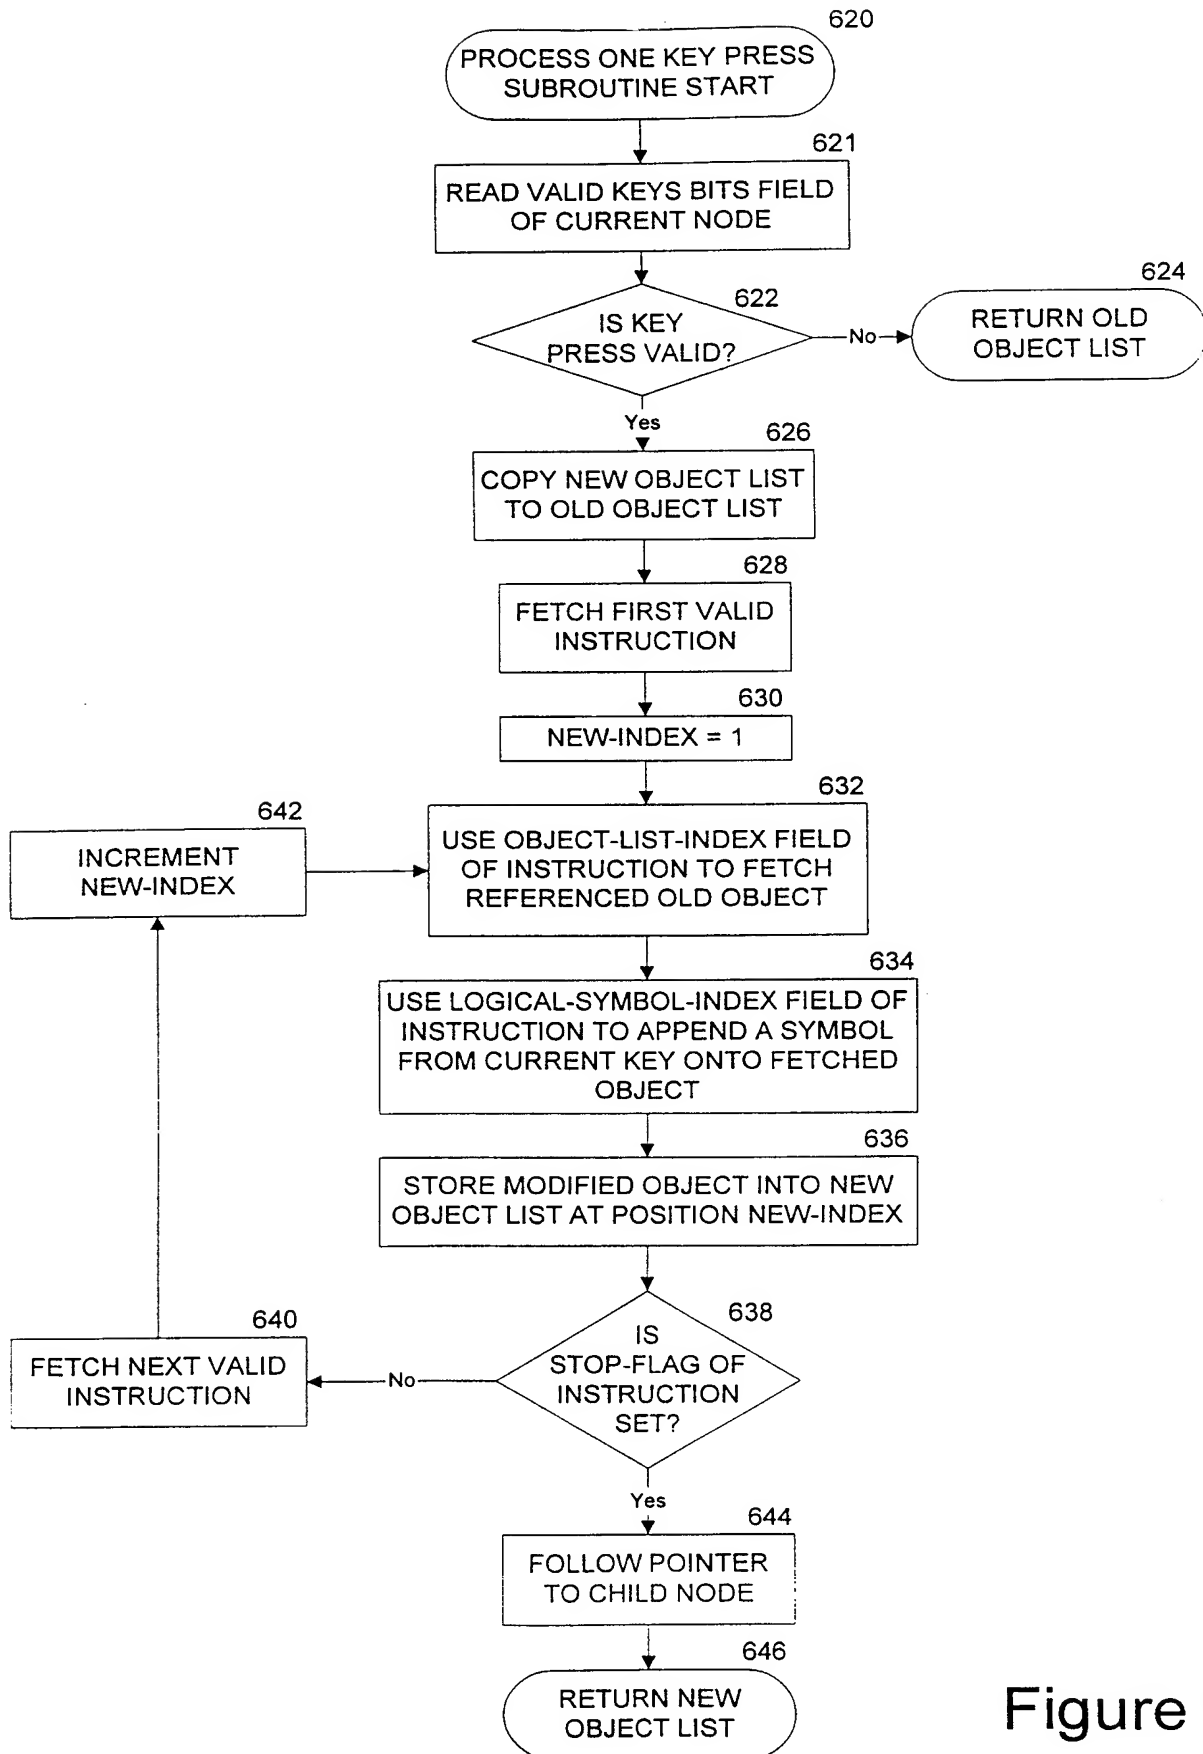 620
PROCESS ONE KEY PRESS
SUBROUTINE START
621
READ VALID KEYS BITS FIELD
OF CURRENT NODE
622
IS KEY
PRESS VALID?
No
624
RETURN OLD
OBJECT LIST
Yes
626
COPY NEW OBJECT LIST
TO OLD OBJECT LIST
628
FETCH FIRST VALID
INSTRUCTION
630
NEW-INDEX = 1
632
USE OBJECT-LIST-INDEX FIELD
OF INSTRUCTION TO FETCH
REFERENCED OLD OBJECT
642
INCREMENT
NEW-INDEX
634
USE LOGICAL-SYMBOL-INDEX FIELD OF
INSTRUCTION TO APPEND A SYMBOL
FROM CURRENT KEY ONTO FETCHED
OBJECT
636
STORE MODIFIED OBJECT INTO NEW
OBJECT LIST AT POSITION NEW-INDEX
638
IS
STOP-FLAG OF
INSTRUCTION
SET?
No
640
FETCH NEXT VALID
INSTRUCTION
Yes
644
FOLLOW POINTER
TO CHILD NODE
646
RETURN NEW
OBJECT LIST
Figure